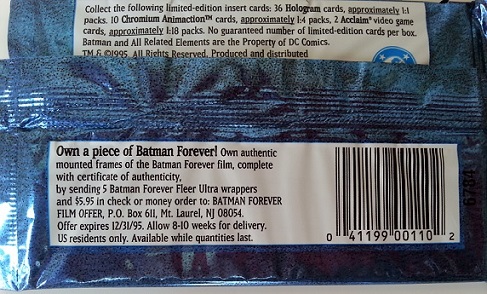 Collect the following limited-edition insert cards: 36 Hologram cards, approximately 1:1
packs. 10 Chromium Animaction™ cards, approximately 1:4 packs, 2 Acclaim® video game
cards, approximately 1:18 packs. No guaranteed number of limited-edition cards per box.
Batman and All Related Elements are the Property of DC Comics.
TM & ©1995. All Rights Reserved. Produced and distributed
Own a piece of Batman Forever! Own authentic
mounted frames of the Batman Forever film, complete
with certificate of authenticity,
by sending 5 Batman Forever Fleer Ultra wrappers
and $5.95 in check or money order to: BATMAN FOREVER
FILM OFFER, P.O. Box 611, Mt. Laurel, NJ 08054.
Offer expires 12/31/95. Allow 8-10 weeks for delivery.
US residents only. Available while quantities last.
0 41199 00110 2
6784